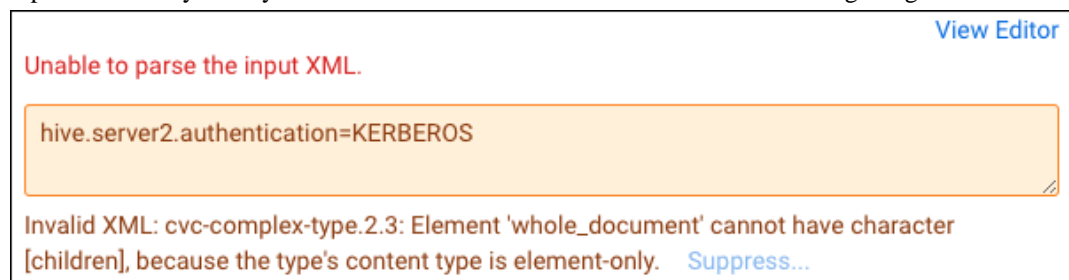 View Editor
Unable to parse the input XML.
hive.server2.authentication=KERBEROS
Invalid XML: cvc-complex-type.2.3: Element 'whole_document' cannot have character
[children], because the type's content type is element-only. Suppress...